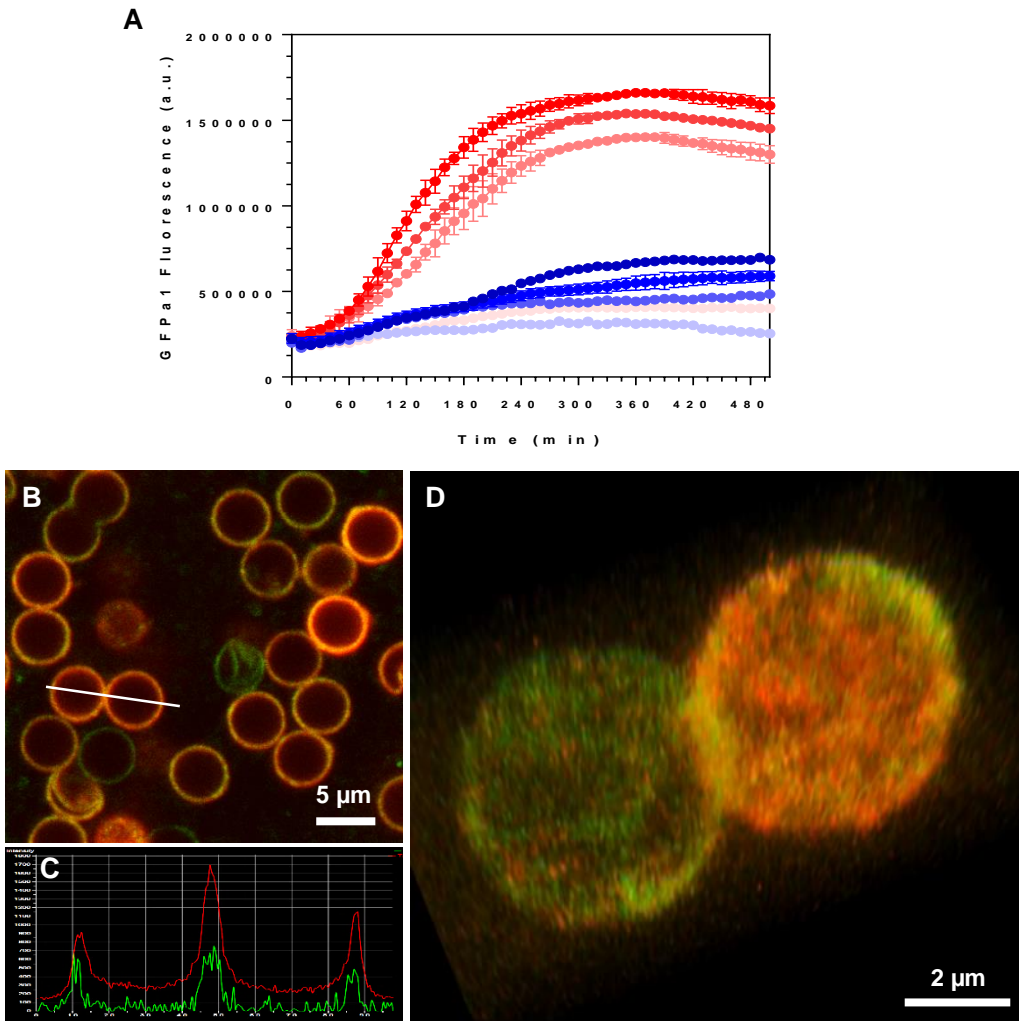 A
2000000
1500000
1000000
500000
0
GFPa1 Fluorescence (a.u.)
0 60 120 180 240 300 360 420 480
Time (min)
B
5 µm
D
2 µm
C